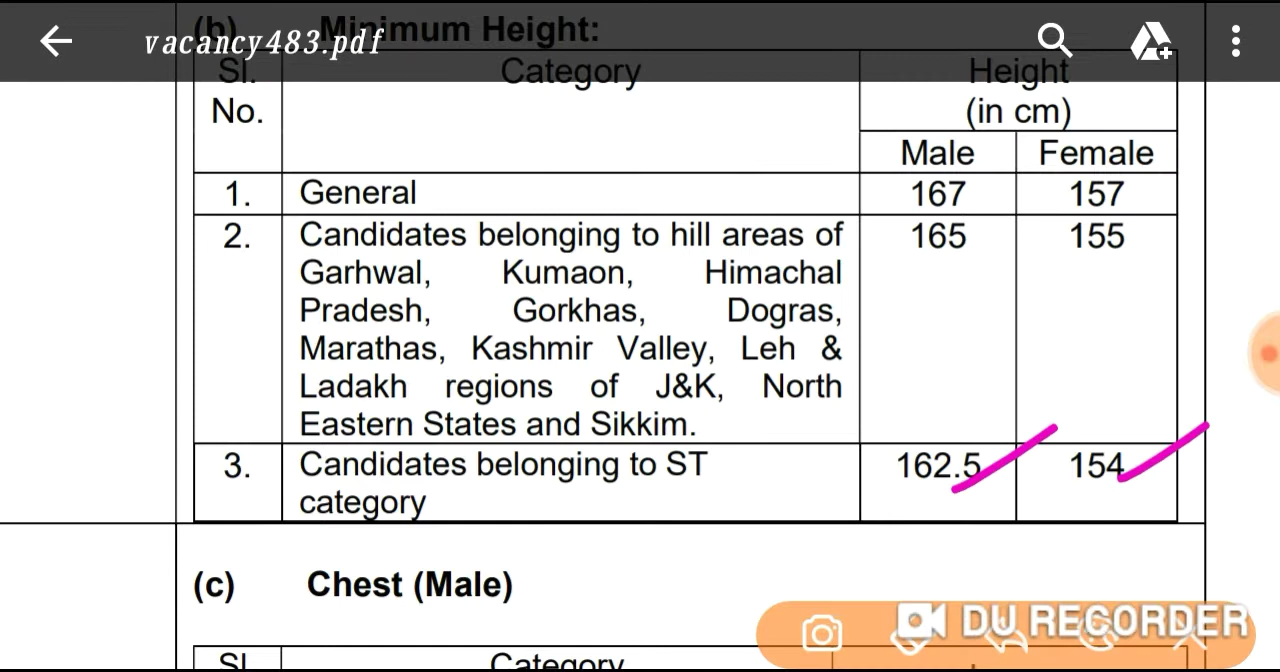 (b) Minimum Height:
vacancy483.pdf
Sl. Category Height
No. (in cm)
Male Female
1. General 167 157
2. Candidates belonging to hill areas of 165 155
Garhwal, Kumaon, Himachal
Pradesh, Gorkhas, Dogras,
Marathas, Kashmir Valley, Leh &
Ladakh regions of J&K, North
Eastern States and Sikkim.
3. Candidates belonging to ST 162.5 154
category
(c) Chest (Male)
DU RECORDER
Sl. Category